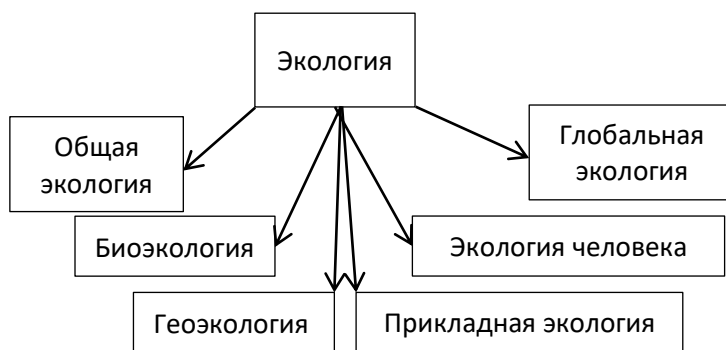 Экология
Общая
экология
Глобальная
экология
Биоэкология
Экология человека
Геоэкология
Прикладная экология